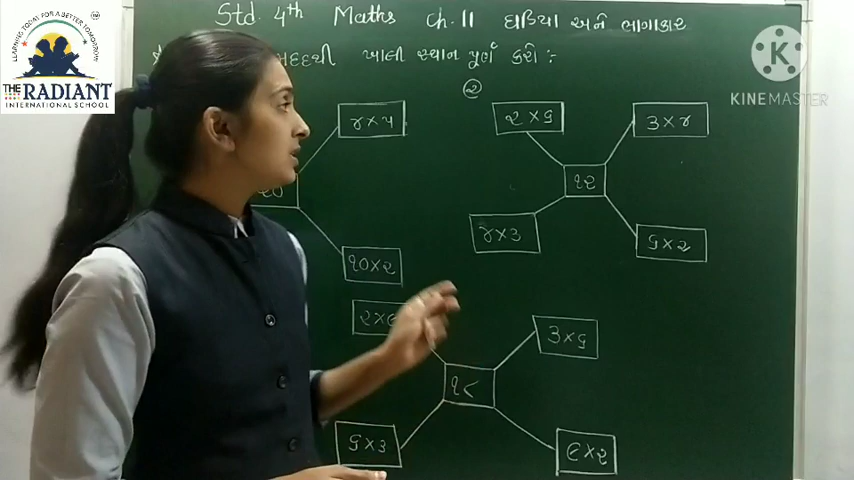 LEARNING TODAY FOR A BETTER TOMORROW
THE RADIANT
INTERNATIONAL SCHOOL
Std. 4th Maths Ch. 11 ઘડિયા અને ભાગાકાર
મદદથી ખાલી સ્થાન પૂર્ણ કરો :
KINEMASTER
૨
૪×૫
૨૦
૧૦×૨
૨×૬
૩×૪
૧૨
૪×૩
૬×૨
૩×૬
૧૮
૬×૩
૯×૨